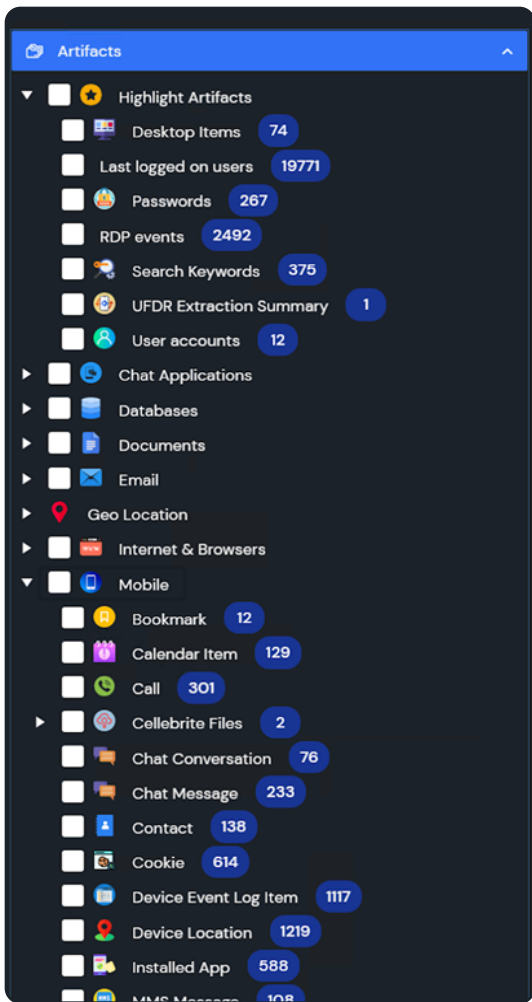 Artifacts
Highlight Artifacts
Desktop Items 74
Last logged on users 19771
Passwords 267
RDP events 2492
Search Keywords 375
UFDR Extraction Summary 1
User accounts 12
Chat Applications
Databases
Documents
Email
Geo Location
Internet & Browsers
Mobile
Bookmark 12
Calendar Item 129
Call 301
Cellebrite Files 2
Chat Conversation 76
Chat Message 233
Contact 138
Cookie 614
Device Event Log Item 1117
Device Location 1219
Installed App 588
MMS Message 108